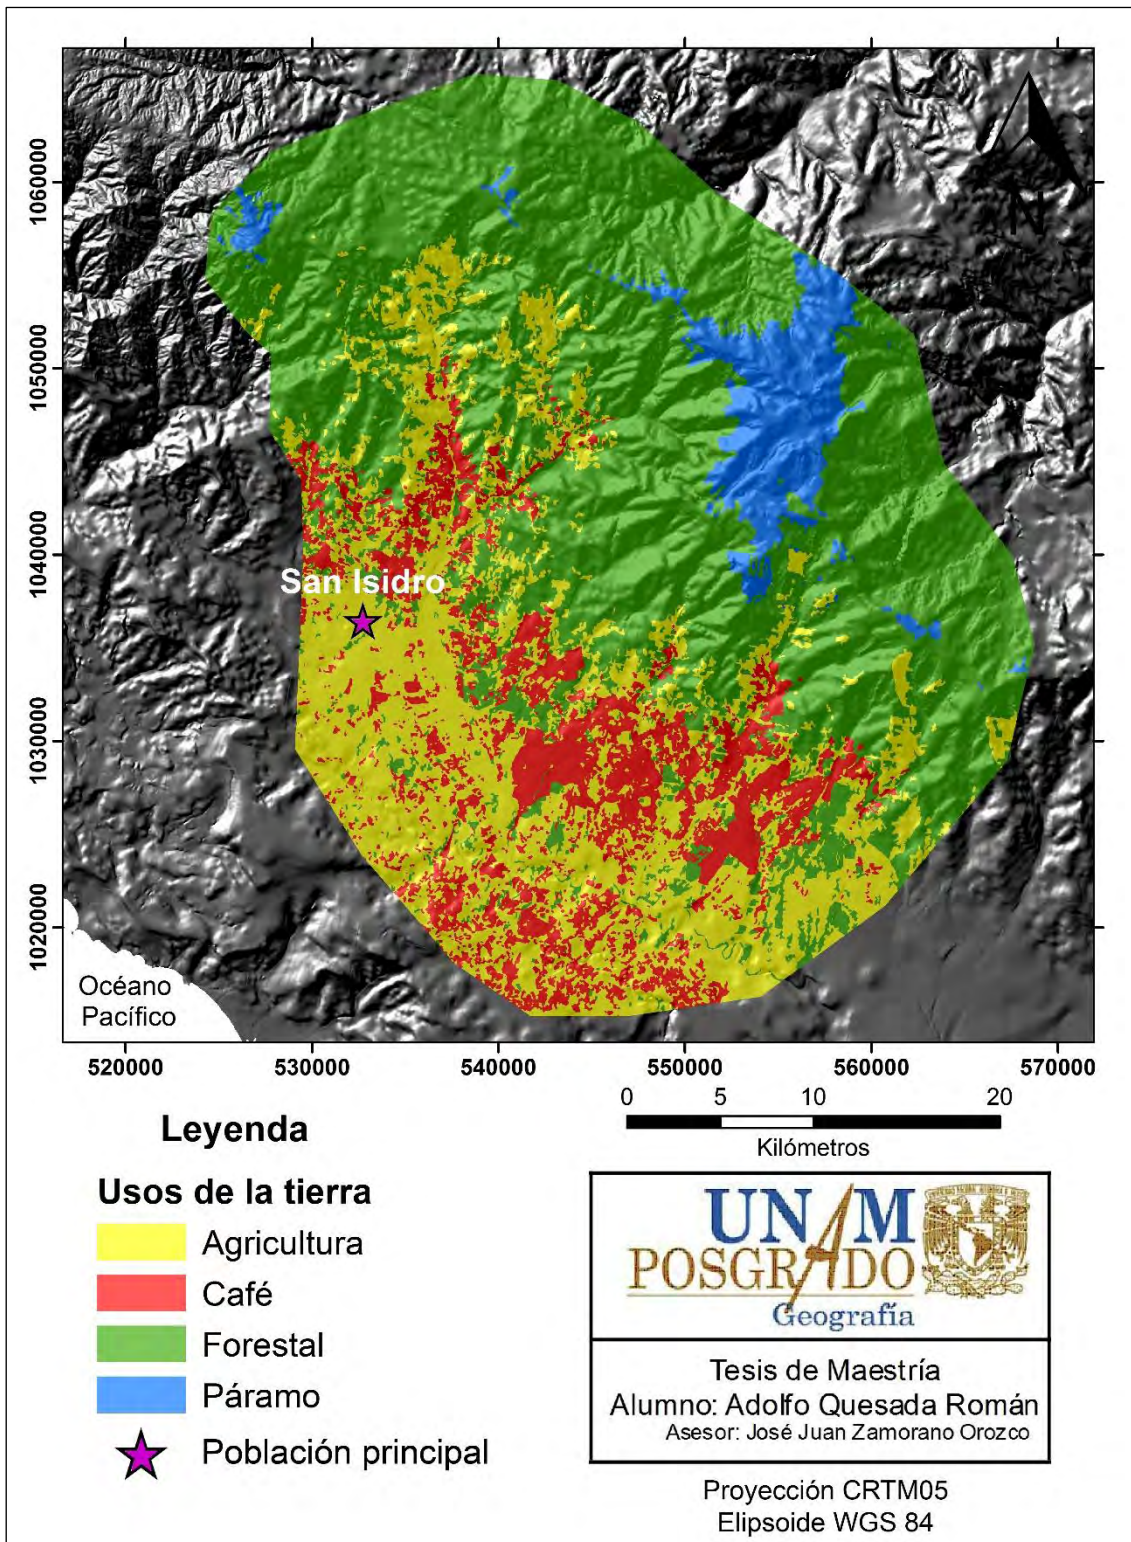 1060000
1050000
1040000
1030000
1020000
N
San Isidro
Océano
Pacífico
520000 530000 540000 550000 560000 570000
0 5 10 20
Kilómetros
Leyenda
Usos de la tierra
Agricultura
Café
Forestal
Páramo
Población principal
UNAM
POSGRADO
Geografía
Tesis de Maestría
Alumno: Adolfo Quesada Román
Asesor: José Juan Zamorano Orozco
Proyección CRTM05
Elipsoide WGS 84